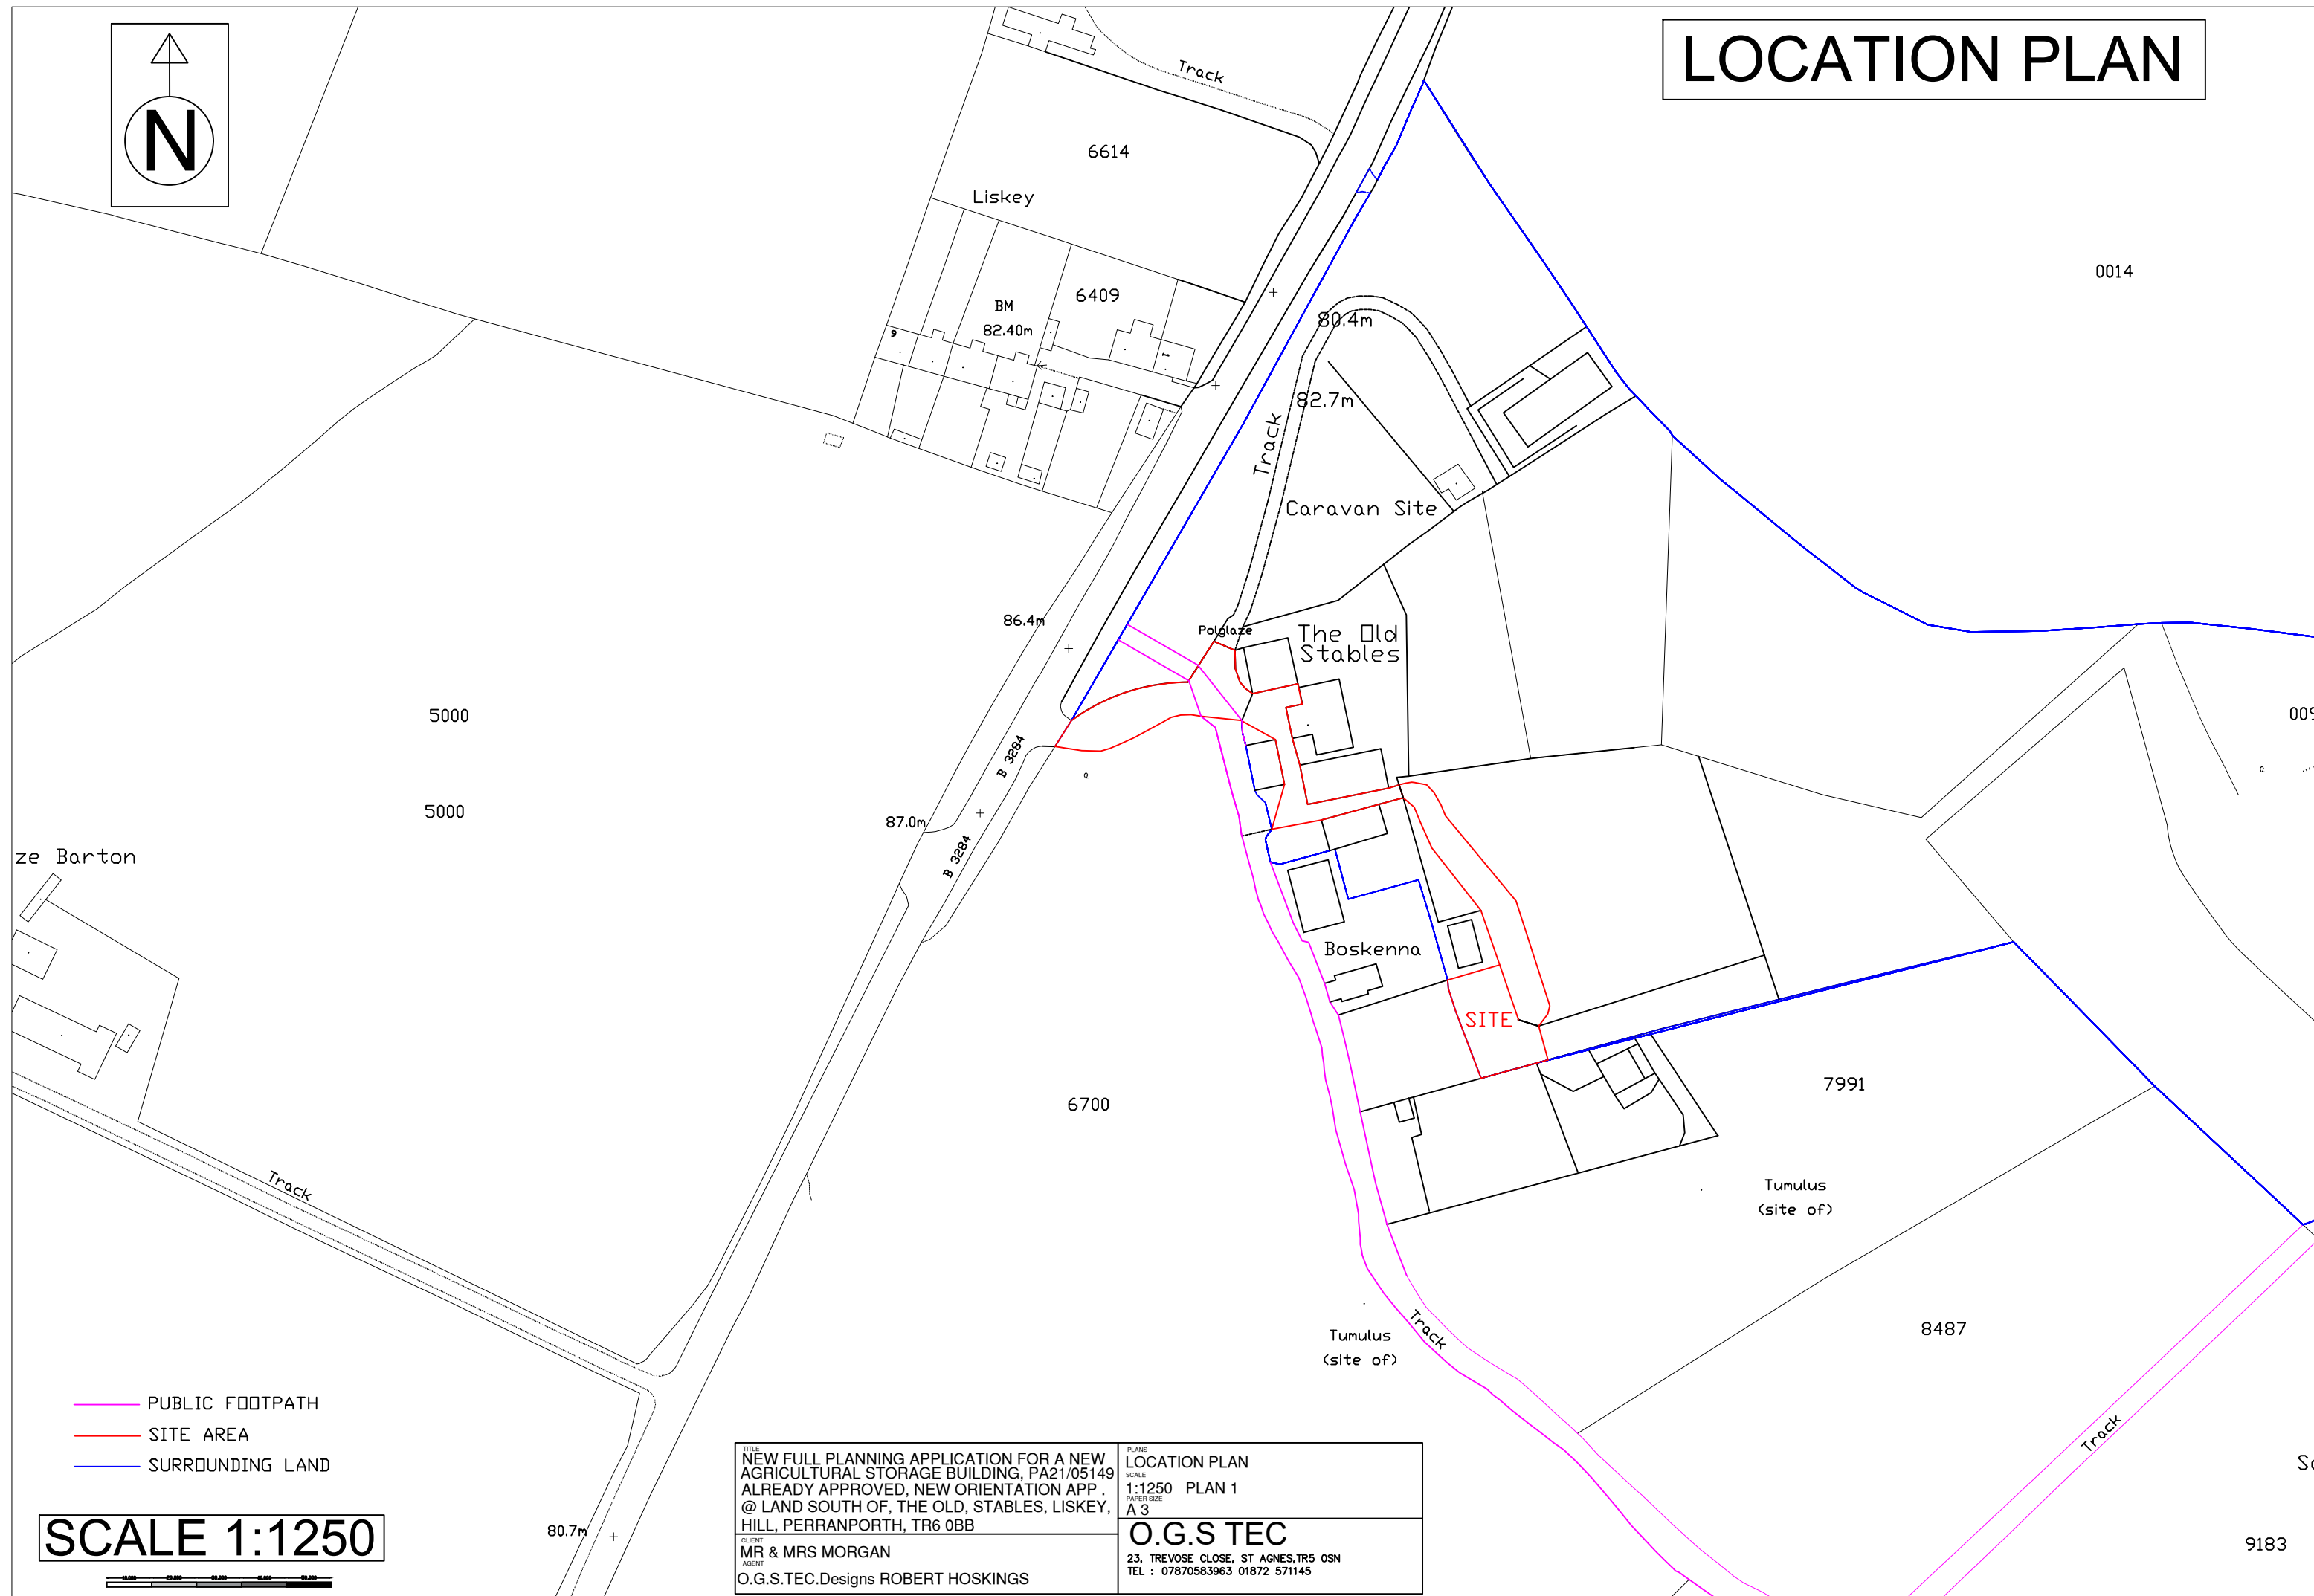 LOCATION PLAN
N
Track
6614
Liskey
0014
BM
6409
82.40m
9
1
80.4m
82.7m
Track
Caravan Site
86.4m
Polglaze
The Old
Stables
5000
B 3284
5000
87.0m
B 3284
ze Barton
Boskenna
SITE
7991
6700
Track
Tumulus
(site of)
Tumulus
(site of)
Track
8487
Track
9183
PUBLIC FOOTPATH
SITE AREA
SURROUNDING LAND
SCALE 1:1250
80.7m
TITLE
NEW FULL PLANNING APPLICATION FOR A NEW
AGRICULTURAL STORAGE BUILDING, PA21/05149
ALREADY APPROVED, NEW ORIENTATION APP .
@ LAND SOUTH OF, THE OLD, STABLES, LISKEY,
HILL, PERRANPORTH, TR6 0BB
CLIENT
MR & MRS MORGAN
AGENT
O.G.S.TEC.Designs ROBERT HOSKINGS
PLANS
LOCATION PLAN
SCALE
1:1250 PLAN 1
PAPER SIZE
A 3
O.G.S TEC
23, TREVOSE CLOSE, ST AGNES,TR5 0SN
TEL : 07870583963 01872 571145